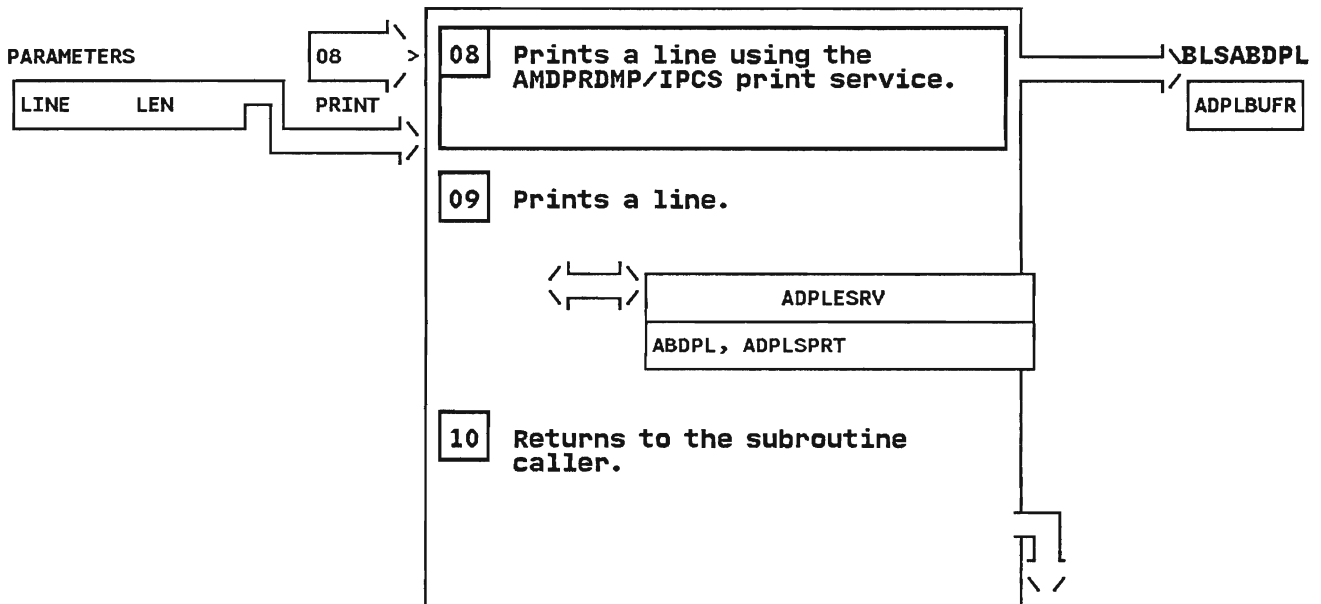 PARAMETERS
LINE LEN
08
PRINT
08 Prints a line using the
AMDPRDMP/IPCS print service.
BLSABDPL
ADPLBUFR
09 Prints a line.
ADPLESRV
ABDPL, ADPLSPRT
10 Returns to the subroutine
caller.